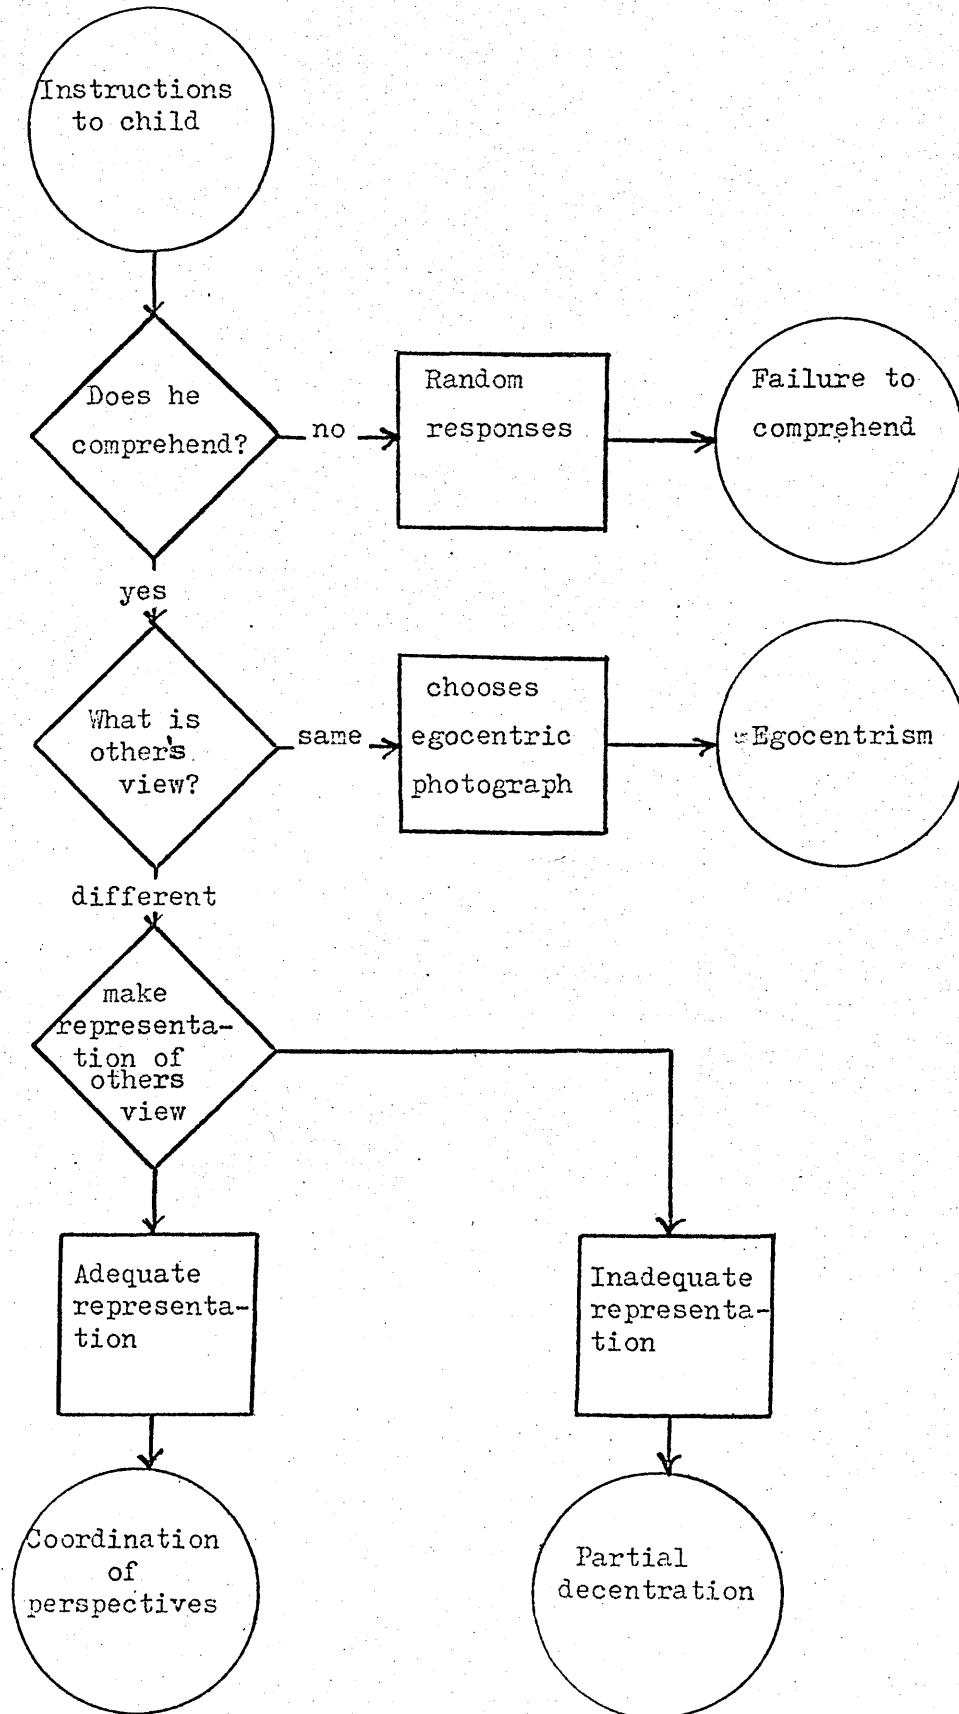 Instructions
to child
Does he
comprehend?
no
Random
responses
Failure to
comprehend
yes
What is
other's
view?
same
chooses
egocentric
photograph
Egocentrism
different
make
representa-
tion of
others
view
Adequate
representa-
tion
Inadequate
representa-
tion
Coordination
of
perspectives
Partial
decentration